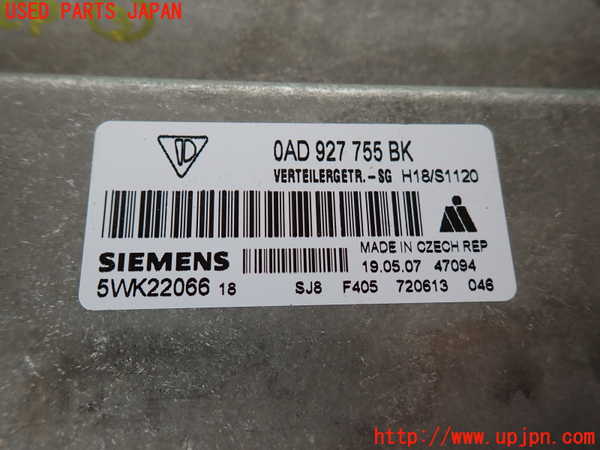 USED PARTS JAPAN
0AD 927 755 BK
VERTEILERGETR.-SG H18/S1120
MADE IN CZECH REP
SIEMENS 19.05.07 47094
5WK22066 18 SJ8 F405 720613 046
http://www.upjpn.com/